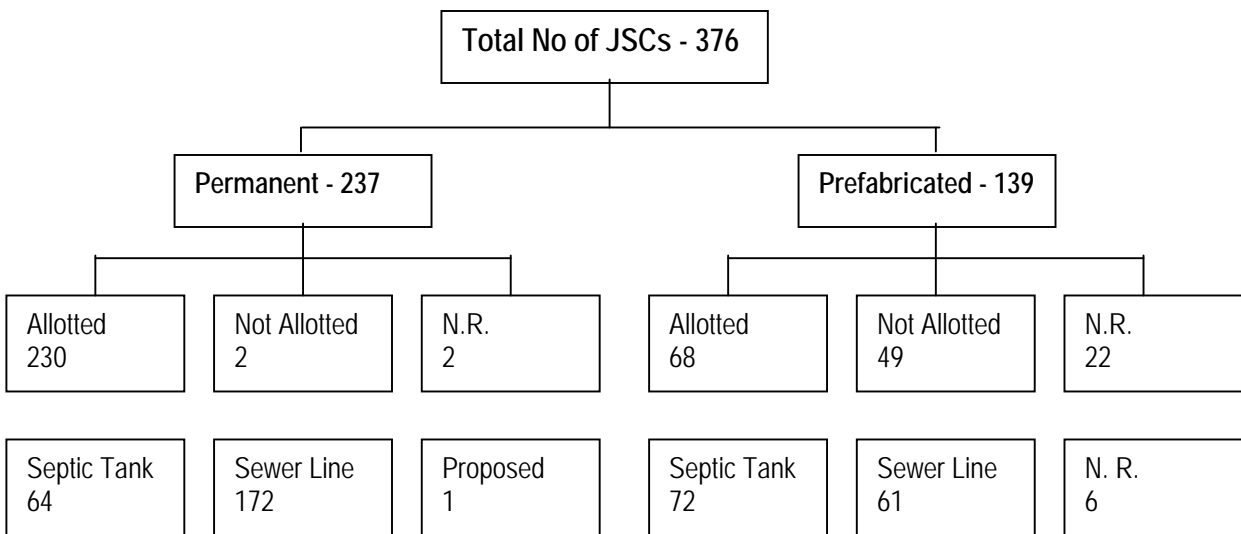 Total No of JSCs - 376
Permanent - 237
Prefabricated - 139
Allotted
230
Not Allotted
2
N.R.
2
Allotted
68
Not Allotted
49
N.R.
22
Septic Tank
64
Sewer Line
172
Proposed
1
Septic Tank
72
Sewer Line
61
N. R.
6